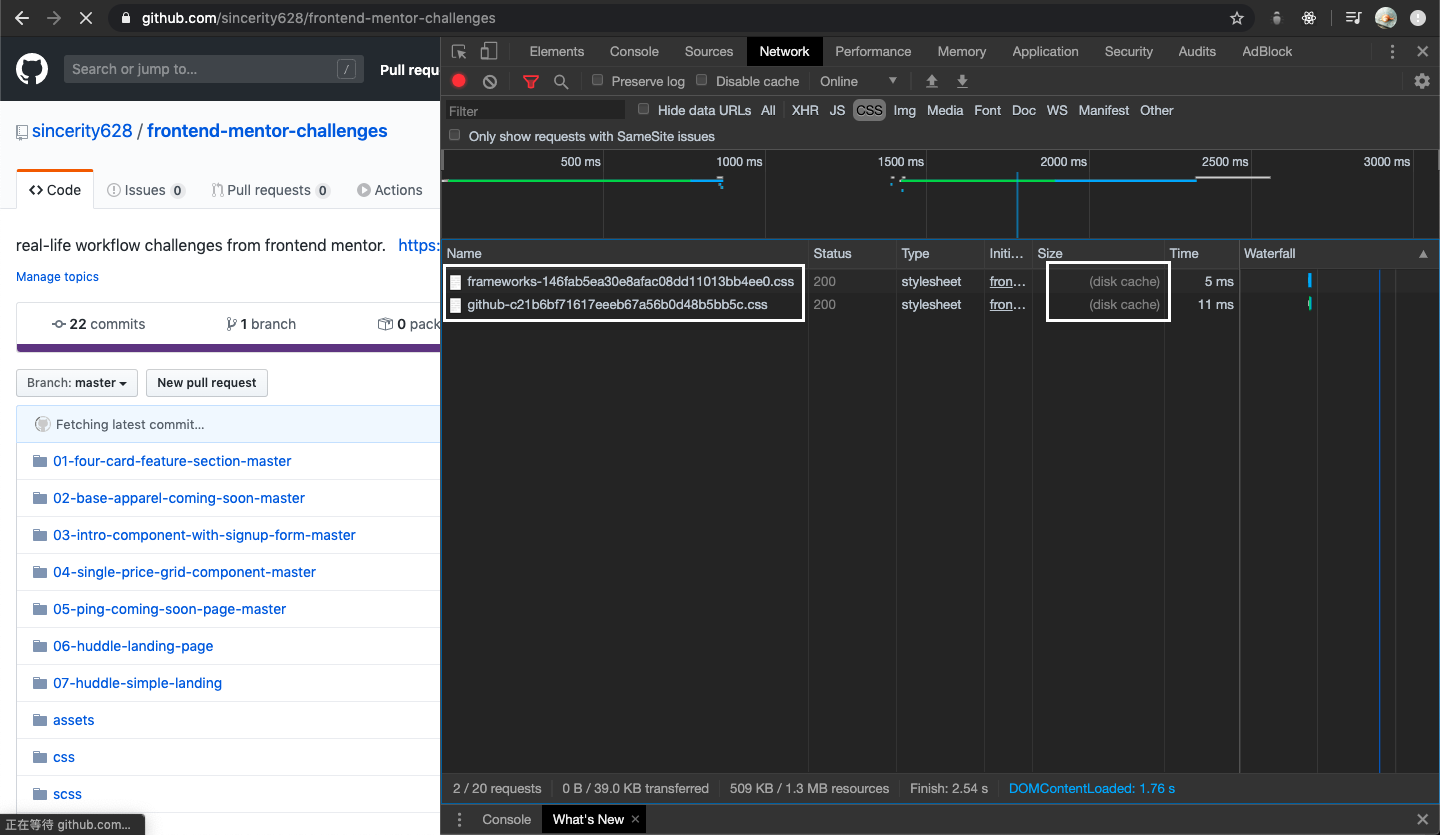 github.com/sincerity628/frontend-mentor-challenges
Search or jump to…
/
Pull requ
sincerity628 / frontend-mentor-challenges
Code
Issues 0
Pull requests 0
Actions
real-life workflow challenges from frontend mentor. https:
Manage topics
22 commits
1 branch
0 pack
Branch: master
New pull request
Fetching latest commit…
01-four-card-feature-section-master
02-base-apparel-coming-soon-master
03-intro-component-with-signup-form-master
04-single-price-grid-component-master
05-ping-coming-soon-page-master
06-huddle-landing-page
07-huddle-simple-landing
assets
css
scss
正在等待 github.com...
Elements Console Sources Network Performance Memory Application Security Audits AdBlock
Preserve log Disable cache Online
Filter Hide data URLs All XHR JS CSS Img Media Font Doc WS Manifest Other
Only show requests with SameSite issues
500 ms 1000 ms 1500 ms 2000 ms 2500 ms 3000 ms
Name Status Type Initi… Size Time Waterfall
frameworks-146fab5ea30e8afac08dd11013bb4ee0.css 200 stylesheet fron… (disk cache) 5 ms
github-c21b6bf71617eeeb67a56b0d48b5bb5c.css 200 stylesheet fron… (disk cache) 11 ms
2 / 20 requests 0 B / 39.0 KB transferred 509 KB / 1.3 MB resources Finish: 2.54 s DOMContentLoaded: 1.76 s
Console What's New